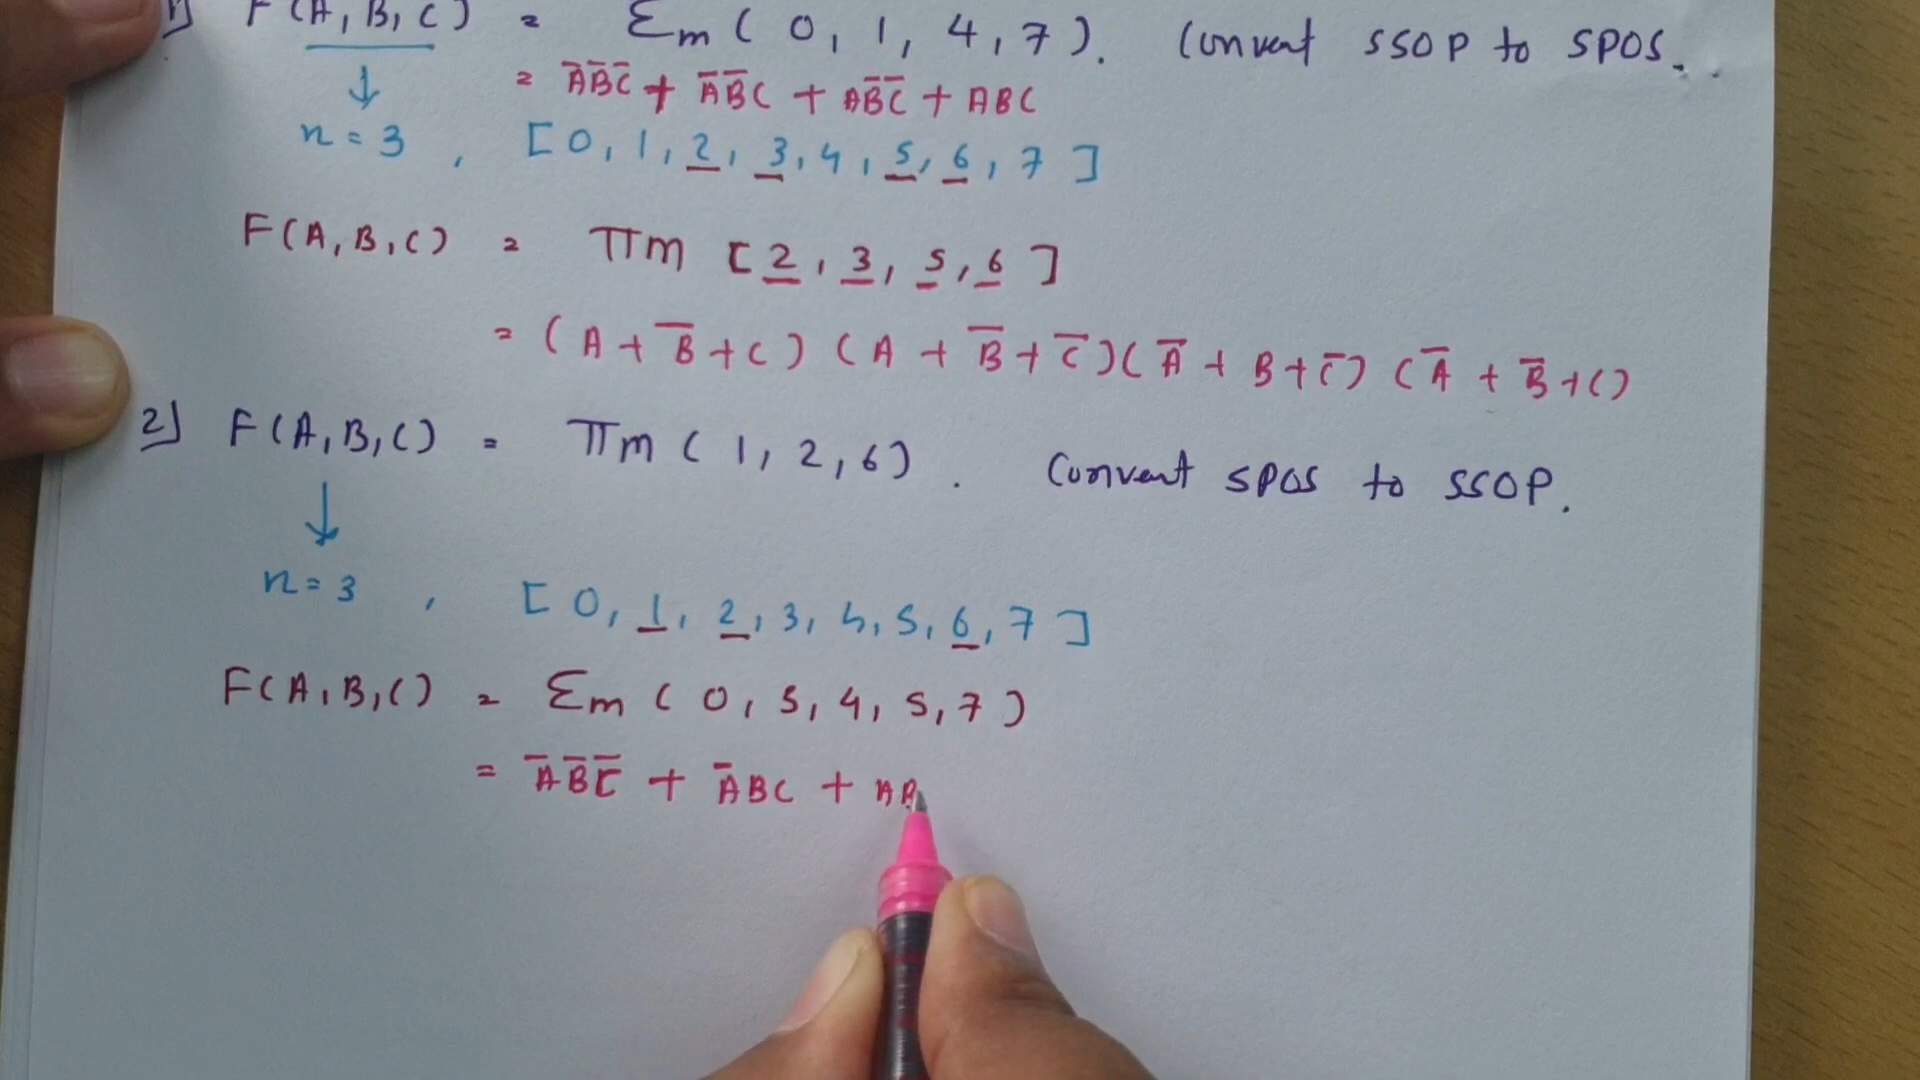 1) F(A,B,C) = Σm ( 0, 1, 4, 7 ). Convert SSOP to SPOS.
= A̅B̅C̅ + A̅B̅C + AB̅C̅ + ABC
↓
n = 3 , [ 0, 1, 2, 3, 4, 5, 6, 7 ]
F(A,B,C) = πm [ 2, 3, 5, 6 ]
= ( A + B̅ + C ) ( A + B̅ + C̅ ) ( A̅ + B + C̅ ) ( A̅ + B̅ + C )
2) F(A,B,C) = πm ( 1, 2, 6 ) . Convert SPOS to SSOP.
↓
n = 3 , [ 0, 1, 2, 3, 4, 5, 6, 7 ]
F(A,B,C) = Σm ( 0, 3, 4, 5, 7 )
= A̅B̅C̅ + A̅BC + AB